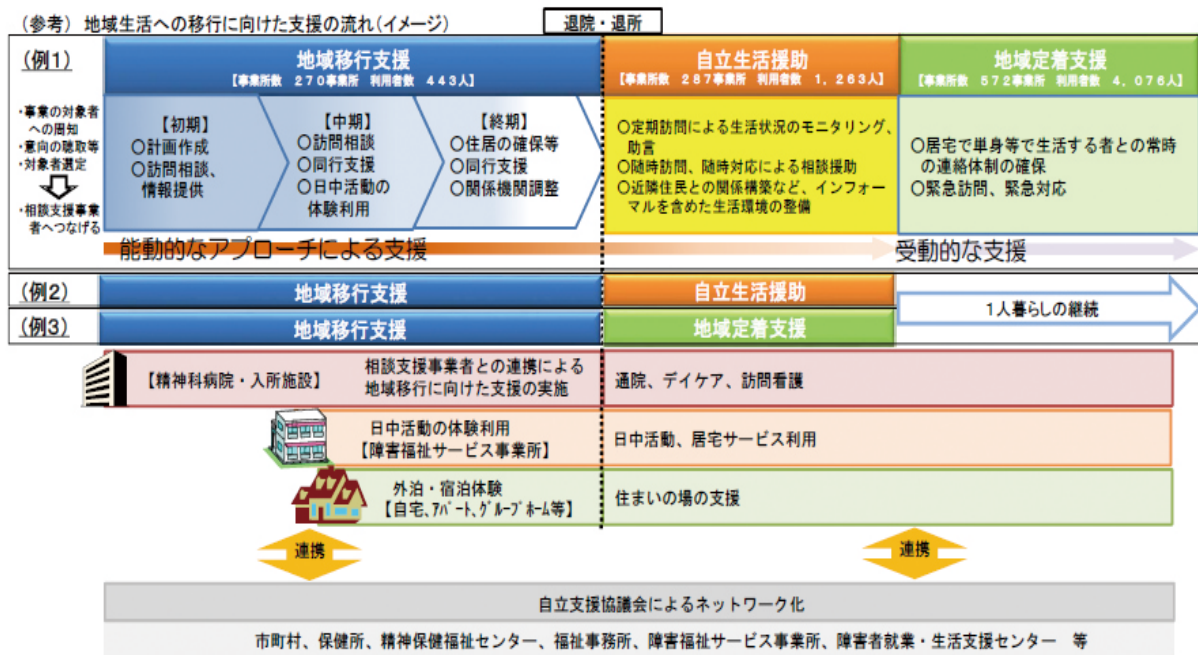 (参考) 地域生活への移行に向けた支援の流れ(イメージ)
退院・退所
(例1)
地域移行支援
【事業所数 270事業所 利用者数 443人】
自立生活援助
【事業所数 287事業所 利用者数 1,263人】
地域定着支援
【事業所数 572事業所 利用者数 4,076人】
・事業の対象者
への周知
・意向の聴取等
・対象者選定
・相談支援事業
者へつなげる
【初期】
○計画作成
○訪問相談、
情報提供
【中期】
○訪問相談
○同行支援
○日中活動の
体験利用
【終期】
○住居の確保等
○同行支援
○関係機関調整
○定期訪問による生活状況のモニタリング、
助言
○随時訪問、随時対応による相談援助
○近隣住民との関係構築など、インフォー
マルを含めた生活環境の整備
○居宅で単身等で生活する者との常時
の連絡体制の確保
○緊急訪問、緊急対応
能動的なアプローチによる支援
受動的な支援
(例2)
地域移行支援
自立生活援助
1人暮らしの継続
(例3)
地域移行支援
地域定着支援
【精神科病院・入所施設】
相談支援事業者との連携による
地域移行に向けた支援の実施
通院、デイケア、訪問看護
日中活動の体験利用
【障害福祉サービス事業所】
日中活動、居宅サービス利用
外泊・宿泊体験
【自宅、アパート、グループホーム等】
住まいの場の支援
連携
連携
自立支援協議会によるネットワーク化
市町村、保健所、精神保健福祉センター、福祉事務所、障害福祉サービス事業所、障害者就業・生活支援センター 等